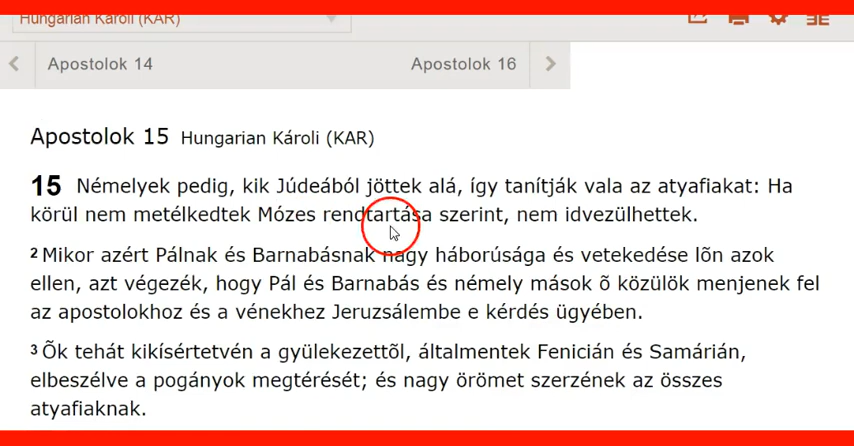 Hungarian Károli (KAR)
Apostolok 14
Apostolok 16
Apostolok 15 Hungarian Károli (KAR)
15 Némelyek pedig, kik Júdeából jöttek alá, így tanítják vala az atyafiakat: Ha
körül nem metélkedtek Mózes rendtartása szerint, nem idvezülhettek.
2 Mikor azért Pálnak és Barnabásnak nagy háborúsága és vetekedése lõn azok
ellen, azt végezék, hogy Pál és Barnabás és némely mások õ közülök menjenek fel
az apostolokhoz és a vénekhez Jeruzsálembe e kérdés ügyében.
3 Õk tehát kikísértetvén a gyülekezettõl, általmentek Fenicián és Samárián,
elbeszélve a pogányok megtérését; és nagy örömet szerzének az összes
atyafiaknak.